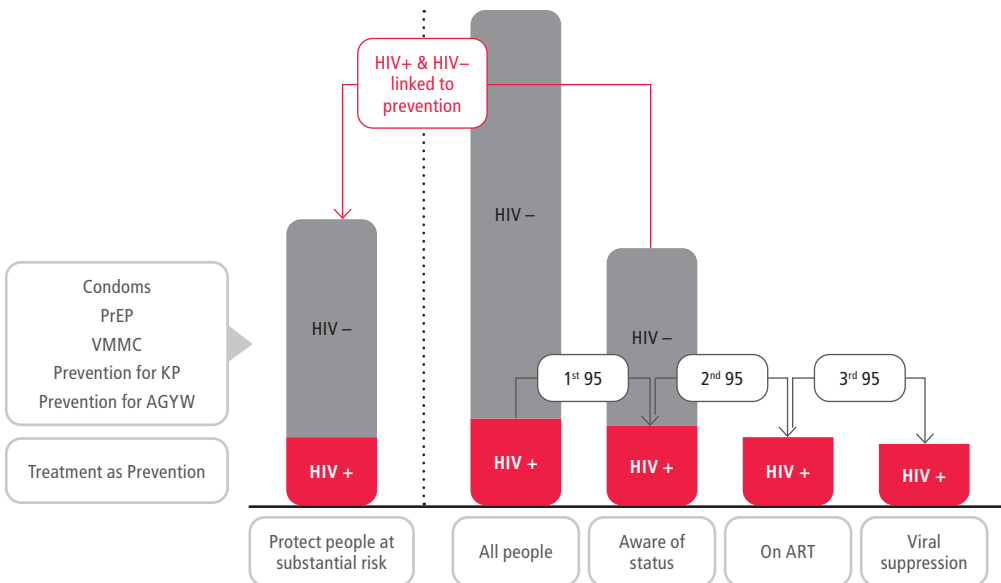 HIV+ & HIV–
linked to
prevention
HIV –
HIV –
HIV –
Condoms
PrEP
VMMC
Prevention for KP
Prevention for AGYW
1st 95
2nd 95
3rd 95
Treatment as Prevention
HIV +
HIV +
HIV +
HIV +
HIV +
Protect people at
substantial risk
All people
Aware of
status
On ART
Viral
suppression